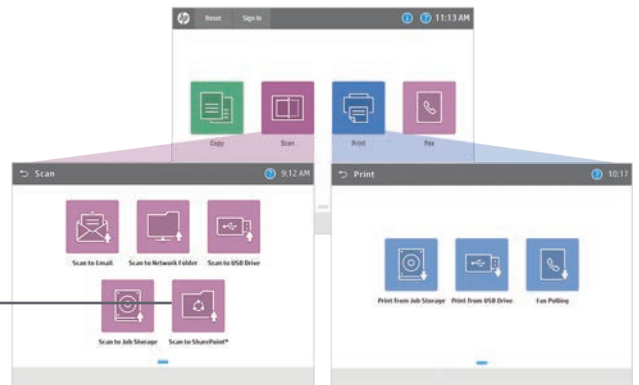 hp Reset Sign In i ? 11:13 AM
Copy Scan Print Fax
Scan ? 9:12 AM
Scan to Email Scan to Network Folder Scan to USB Drive
Scan to Job Storage Scan to SharePoint®
Print ? 10:17
Print from Job Storage Print from USB Drive Fax Polling